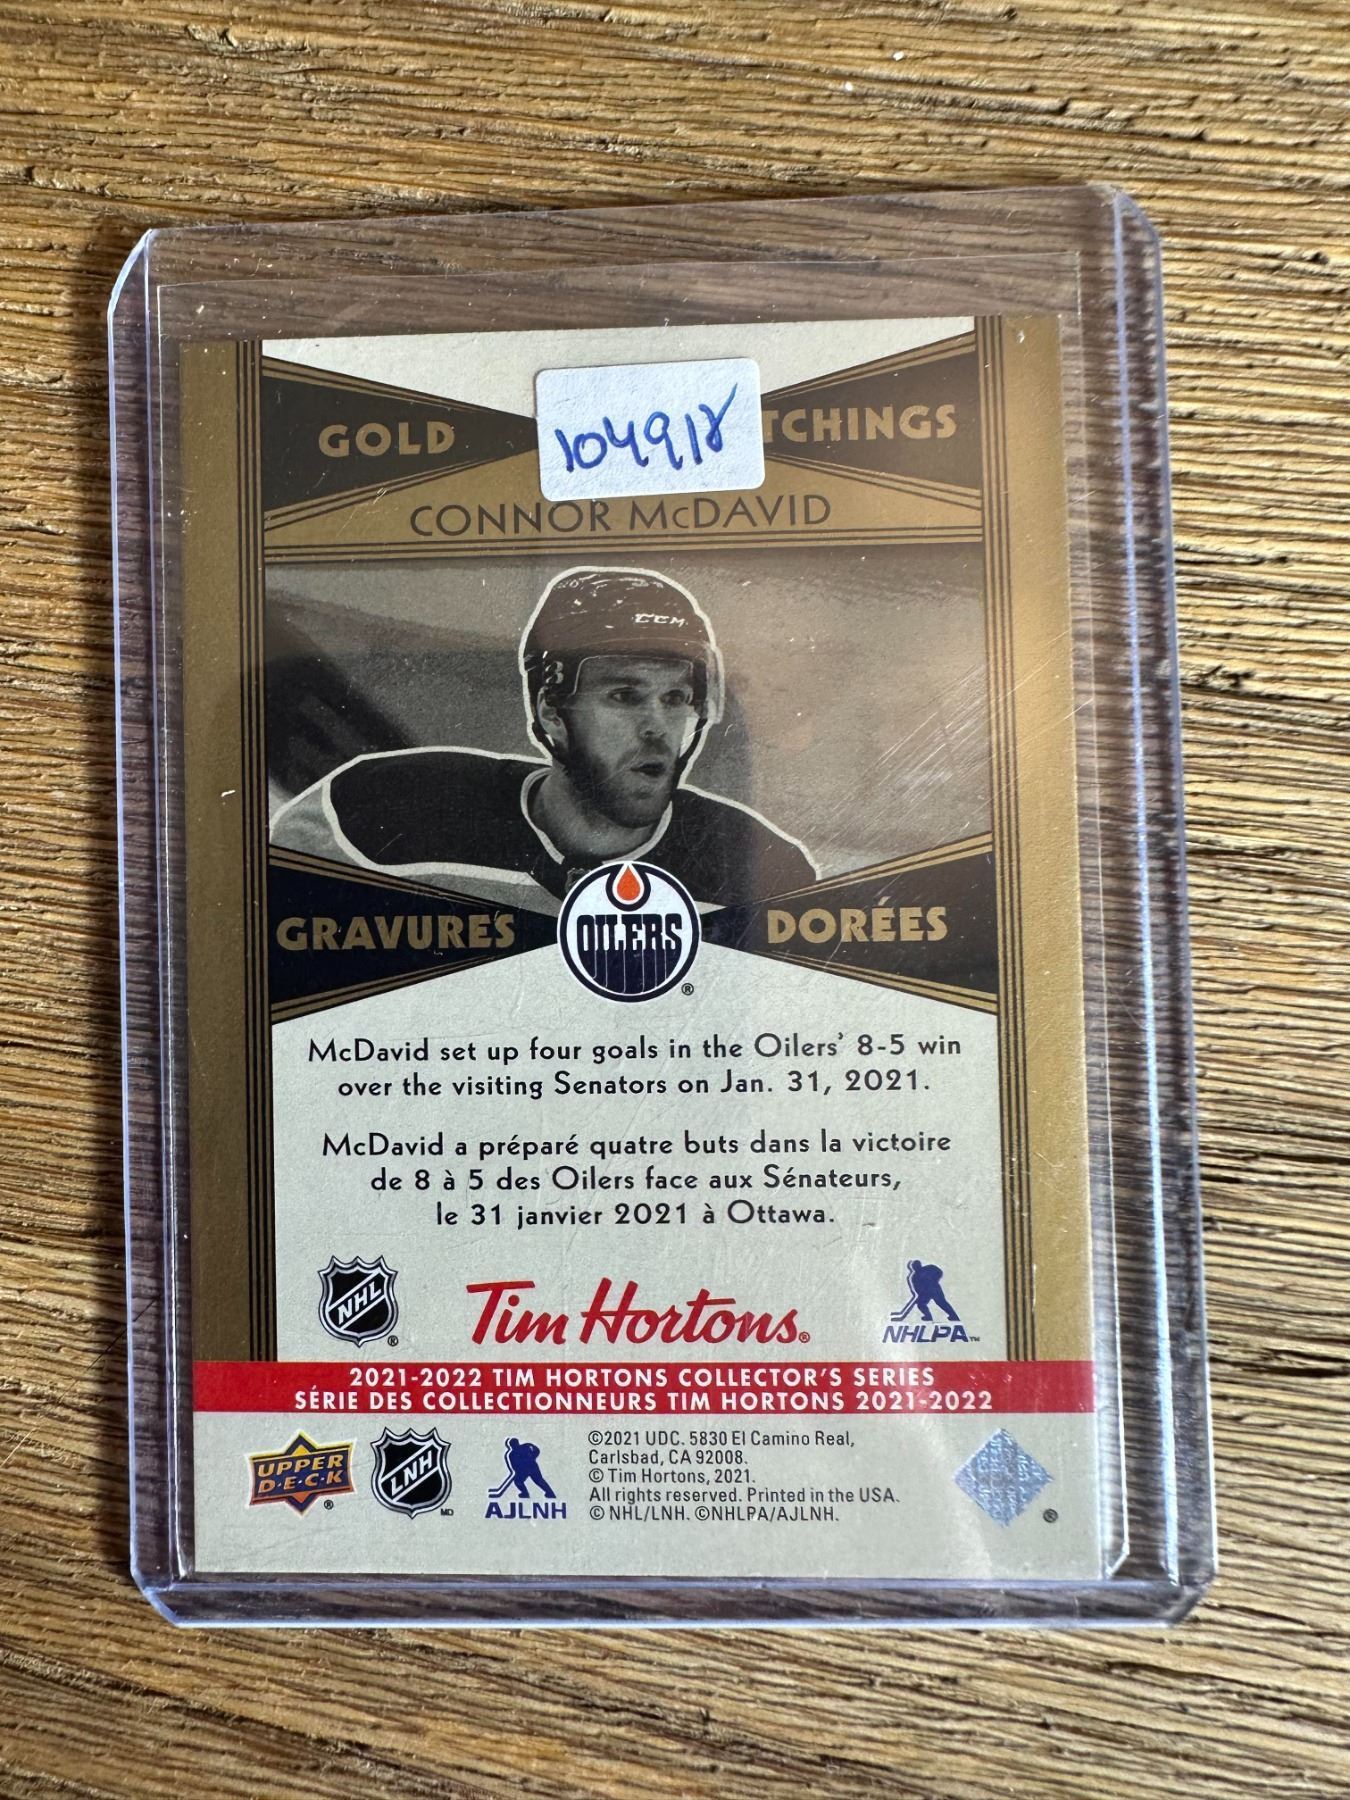 GOLD TCHINGS
104918
CONNOR McDAVID
CCM
3
GRAVURES DORÉES
OILERS
®
McDavid set up four goals in the Oilers' 8-5 win
over the visiting Senators on Jan. 31, 2021.
McDavid a préparé quatre buts dans la victoire
de 8 à 5 des Oilers face aux Sénateurs,
le 31 janvier 2021 à Ottawa.
NHL ®
Tim Hortons®
NHLPA™
2021-2022 TIM HORTONS COLLECTOR'S SERIES
SÉRIE DES COLLECTIONNEURS TIM HORTONS 2021-2022
UPPER
D·E·C·K ®
LNH MD
AJLNH
©2021 UDC. 5830 El Camino Real,
Carlsbad, CA 92008.
© Tim Hortons, 2021.
All rights reserved. Printed in the USA.
© NHL/LNH. ©NHLPA/AJLNH.
®